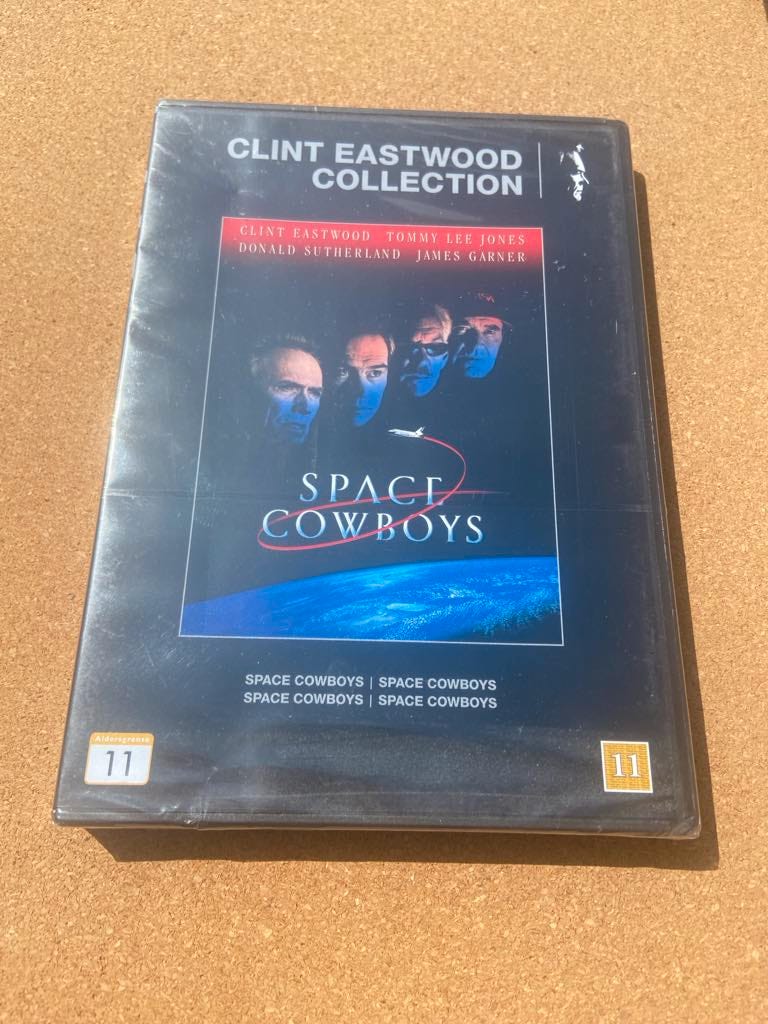 CLINT EASTWOOD
COLLECTION
CLINT EASTWOOD TOMMY LEE JONES
DONALD SUTHERLAND JAMES GARNER
SPACE
COWBOYS
SPACE COWBOYS | SPACE COWBOYS
SPACE COWBOYS | SPACE COWBOYS
Aldersgrense
11
11